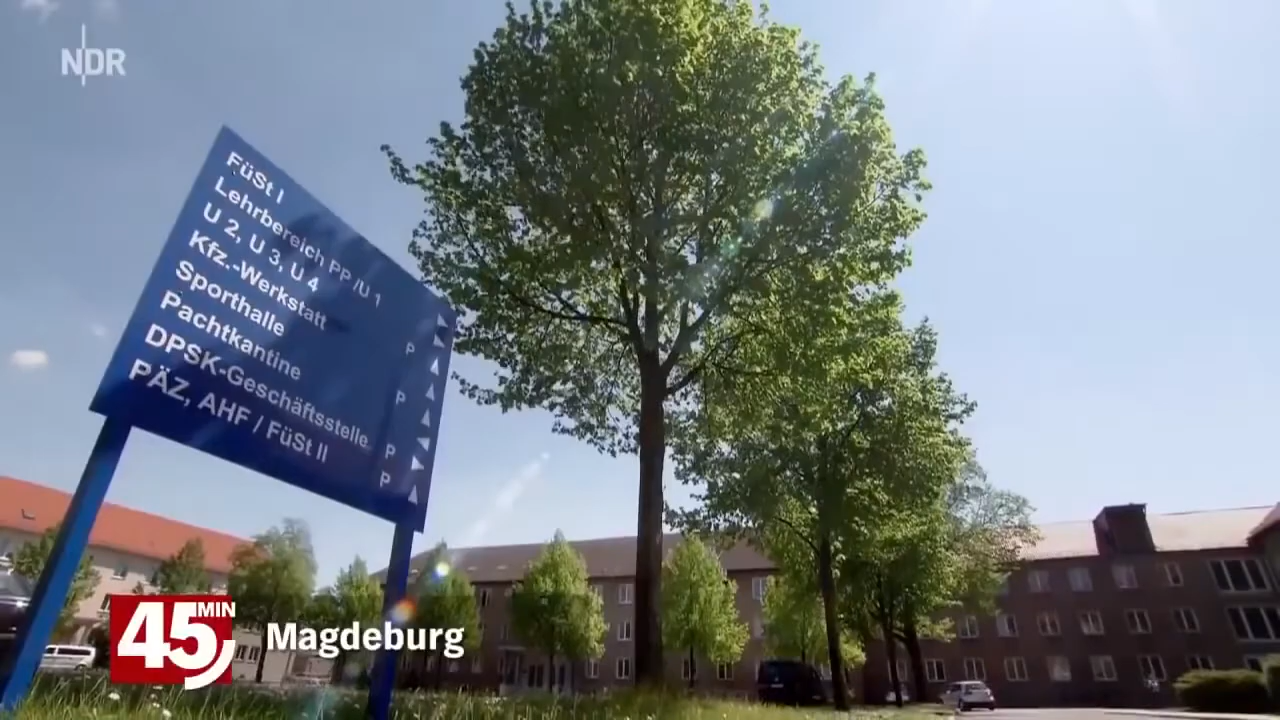 NDR
FüSt I
Lehrbereich PP /U 1
U 2, U 3, U 4
Kfz.-Werkstatt
Sporthalle
P
Pachtkantine
P
DPSK-Geschäftsstelle
P
PÄZ, AHF / FüSt II
P
45 MIN
Magdeburg